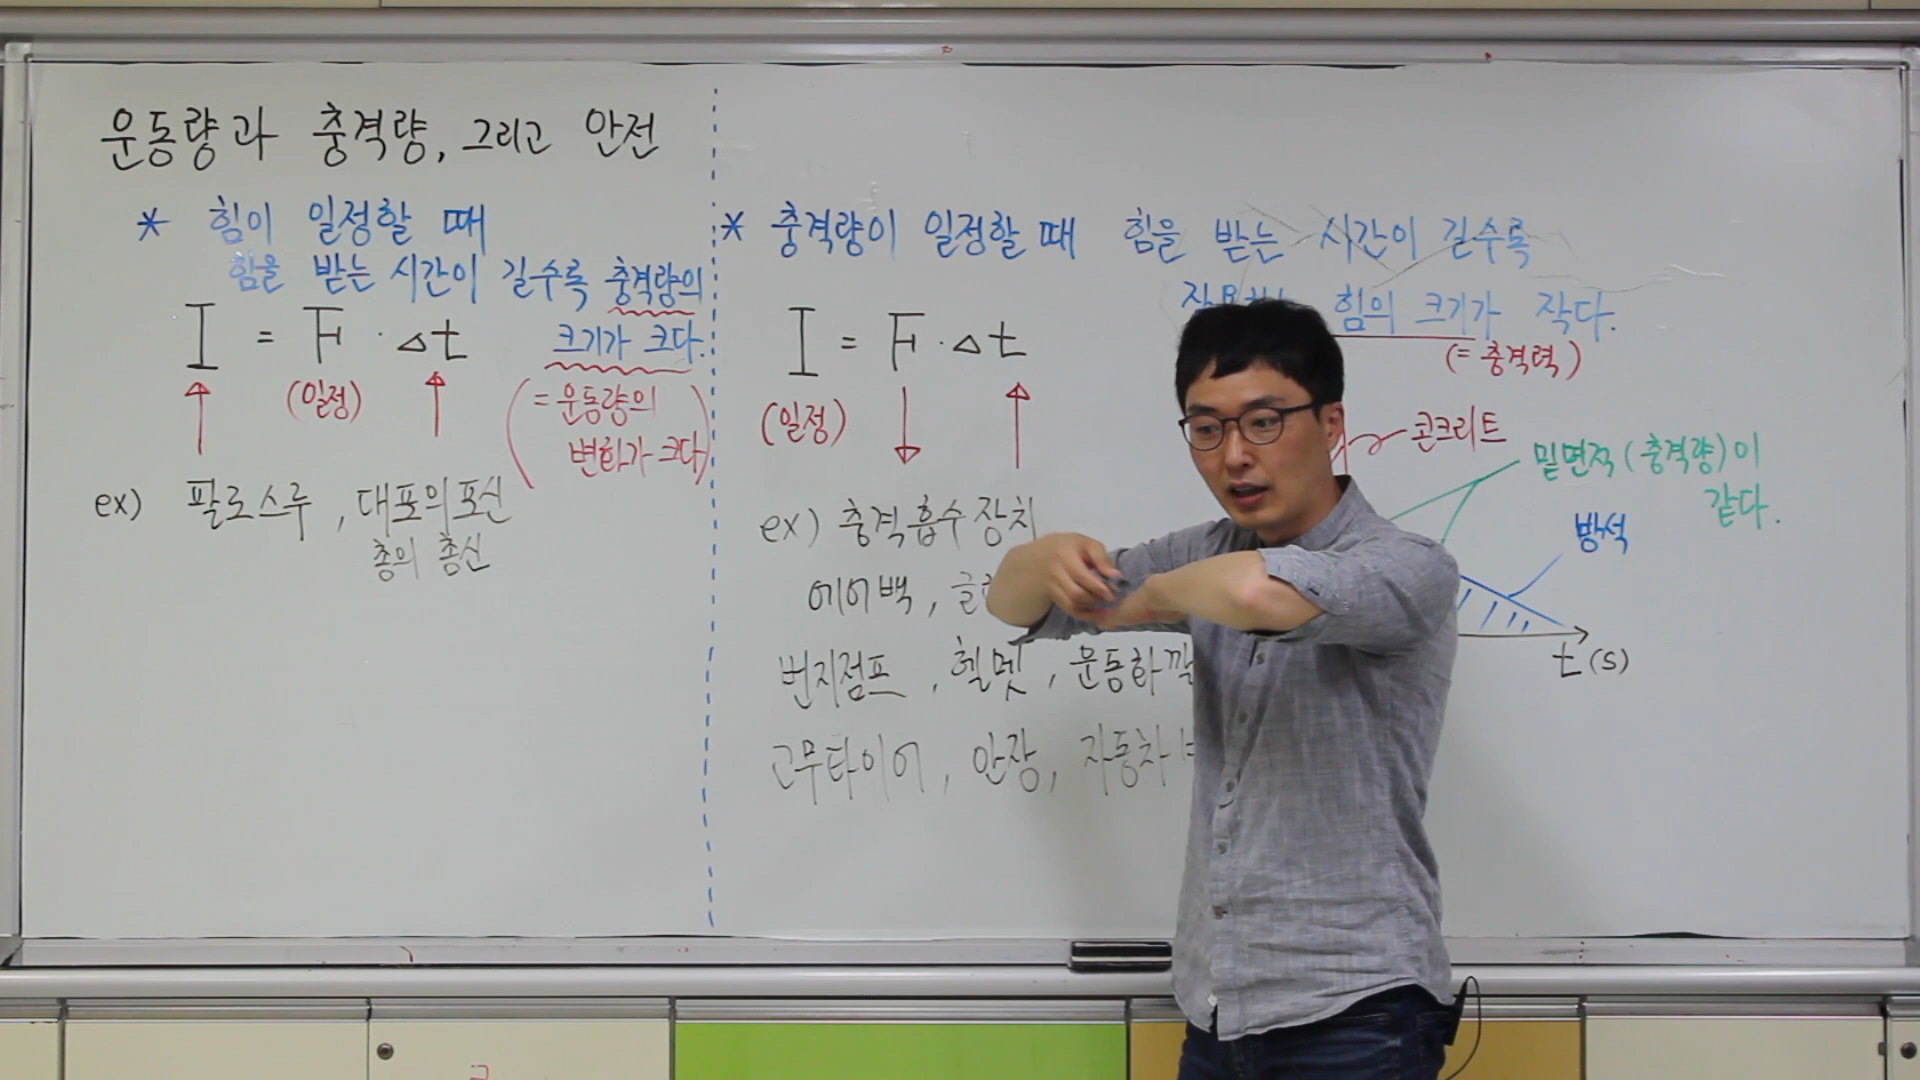 운동량과 충격량, 그리고 안전
* 힘이 일정할 때
힘을 받는 시간이 길수록 충격량의
크기가 크다.
I = F · Δt
(일정)
(= 운동량의
변화가 크다)
ex) 팔로스루, 대포의 포신
총의 총신
* 충격량이 일정할 때 힘을 받는 시간이 길수록
힘의 크기가 작다.
(= 충격력)
I = F · Δt
(일정)
콘크리트
밑면적 (충격량)이
같다.
방석
t (s)
ex) 충격흡수장치
에어백,
번지점프, 헬멧, 운동화
고무타이어, 안장, 자동차